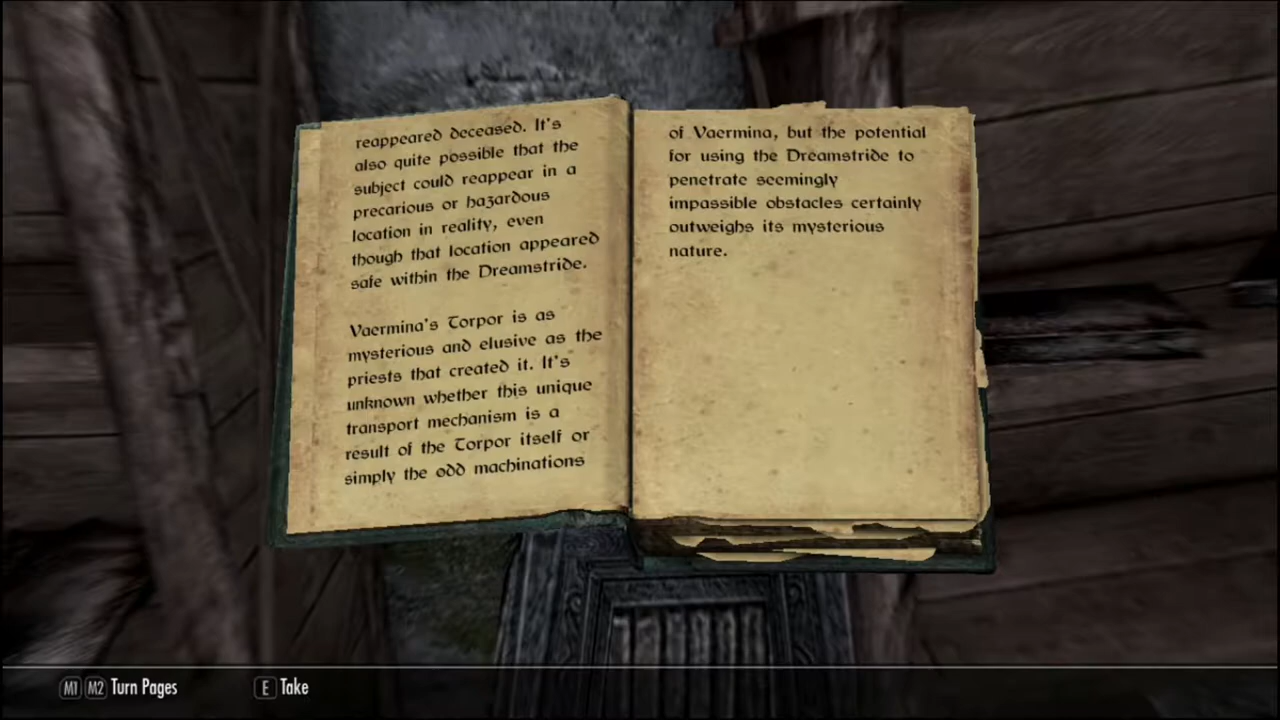 reappeared deceased. It's
also quite possible that the
subject could reappear in a
precarious or hazardous
location in reality, even
though that location appeared
safe within the Dreamstride.
Vaermina's Torpor is as
mysterious and elusive as the
priests that created it. It's
unknown whether this unique
transport mechanism is a
result of the Torpor itself or
simply the odd machinations
of Vaermina, but the potential
for using the Dreamstride to
penetrate seemingly
impassible obstacles certainly
outweighs its mysterious
nature.
M1 M2 Turn Pages
E Take